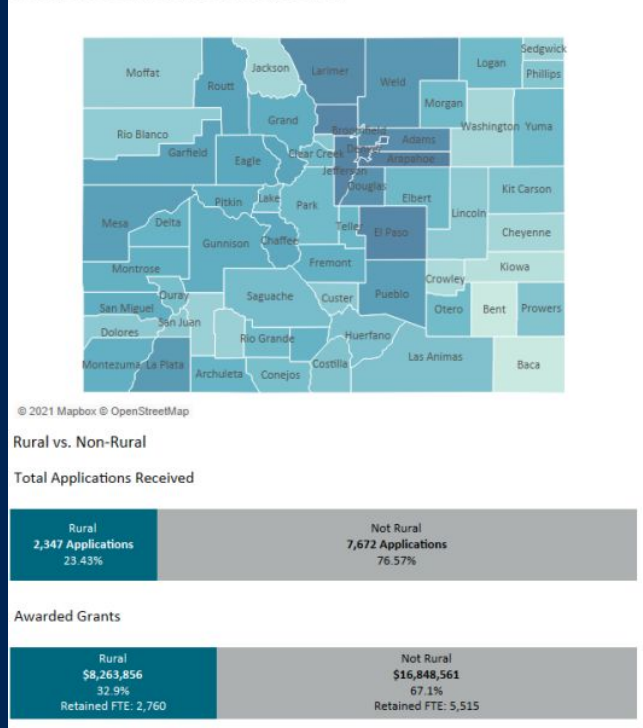 Sedgwick
Moffat
Routt
Jackson
Larimer
Weld
Logan
Phillips
Morgan
Grand
Rio Blanco
Garfield
Eagle
Clear Creek
Broomfield
Denver
Adams
Arapahoe
Washington
Yuma
Jefferson
Douglas
Elbert
Kit Carson
Pitkin
Lake
Park
Lincoln
Mesa
Delta
Gunnison
Chaffee
Teller
El Paso
Cheyenne
Montrose
Fremont
Crowley
Kiowa
Ouray
San Miguel
Saguache
Custer
Pueblo
Otero
Bent
Prowers
Dolores
San Juan
Rio Grande
Huerfano
Montezuma
La Plata
Archuleta
Conejos
Costilla
Las Animas
Baca
© 2021 Mapbox © OpenStreetMap
Rural vs. Non-Rural
Total Applications Received
Rural
2,347 Applications
23.43%
Not Rural
7,672 Applications
76.57%
Awarded Grants
Rural
$8,263,856
32.9%
Retained FTE: 2,760
Not Rural
$16,848,561
67.1%
Retained FTE: 5,515